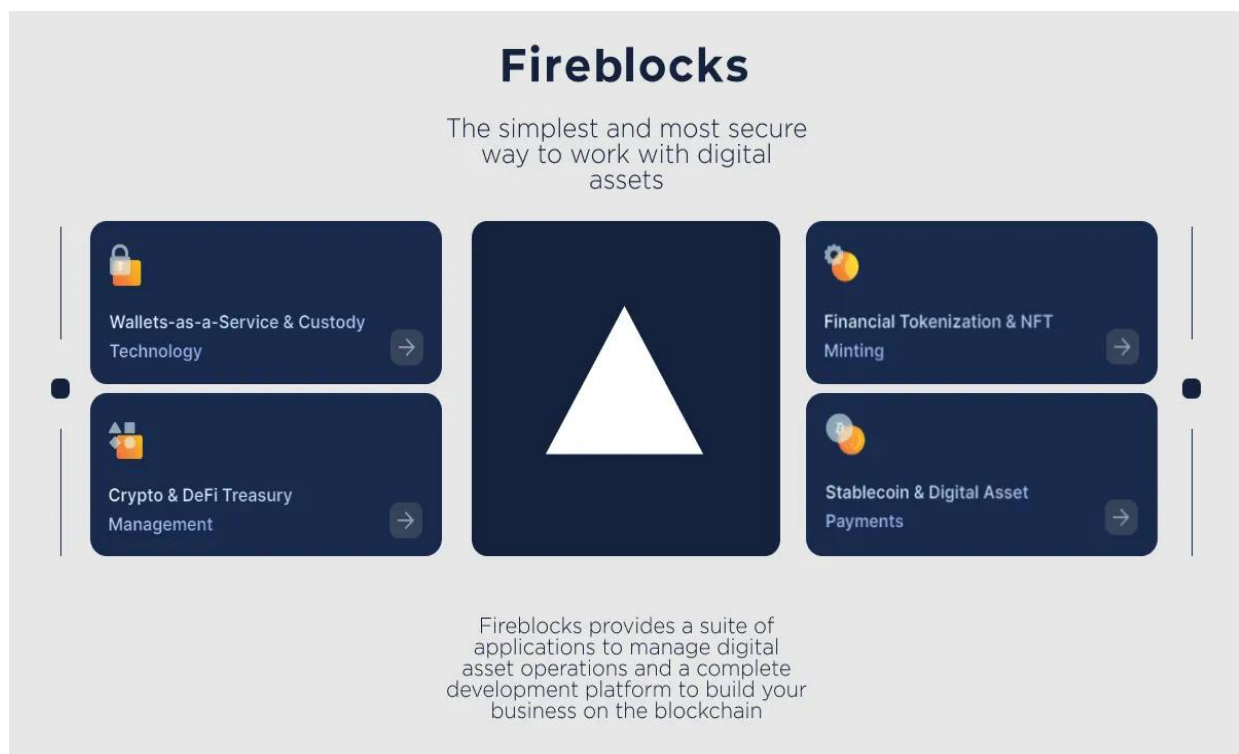 Fireblocks
The simplest and most secure
way to work with digital
assets
Wallets-as-a-Service & Custody
Technology
Crypto & DeFi Treasury
Management
Financial Tokenization & NFT
Minting
Stablecoin & Digital Asset
Payments
Fireblocks provides a suite of
applications to manage digital
asset operations and a complete
development platform to build your
business on the blockchain